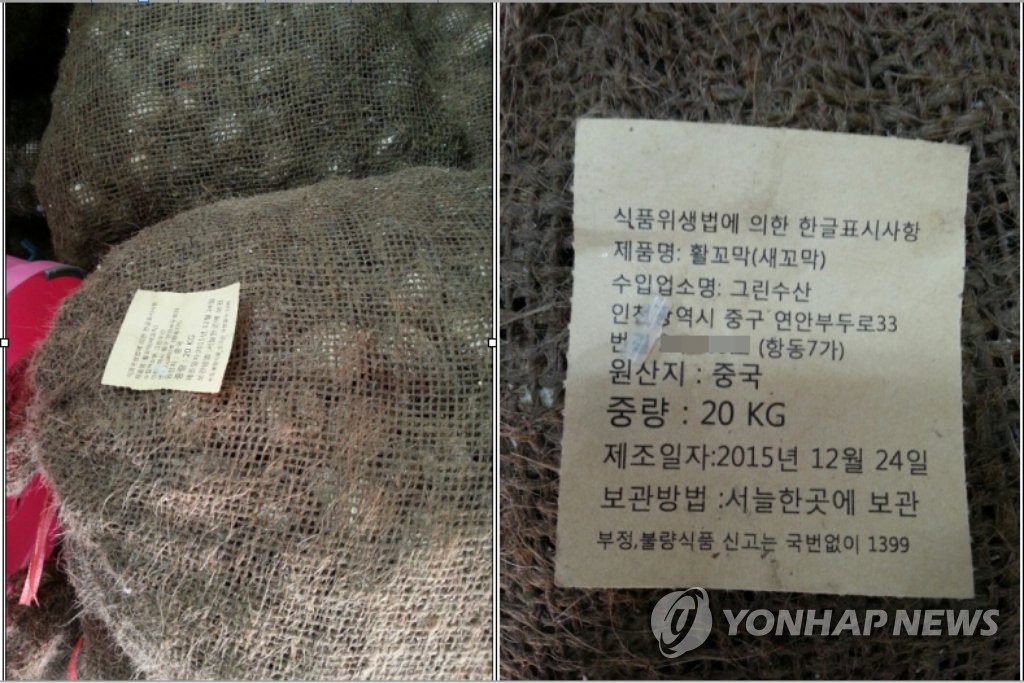 식품위생법에 의한 한글표시사항
제품명: 활꼬막(새꼬막)
수입업소명: 그린수산
인천광역시 중구 연안부두로33
(항동7가)
원산지 : 중국
중량 : 20 KG
제조일자:2015년 12월 24일
보관방법 :서늘한곳에 보관
부정,불량식품 신고는 국번없이 1399
YONHAP NEWS